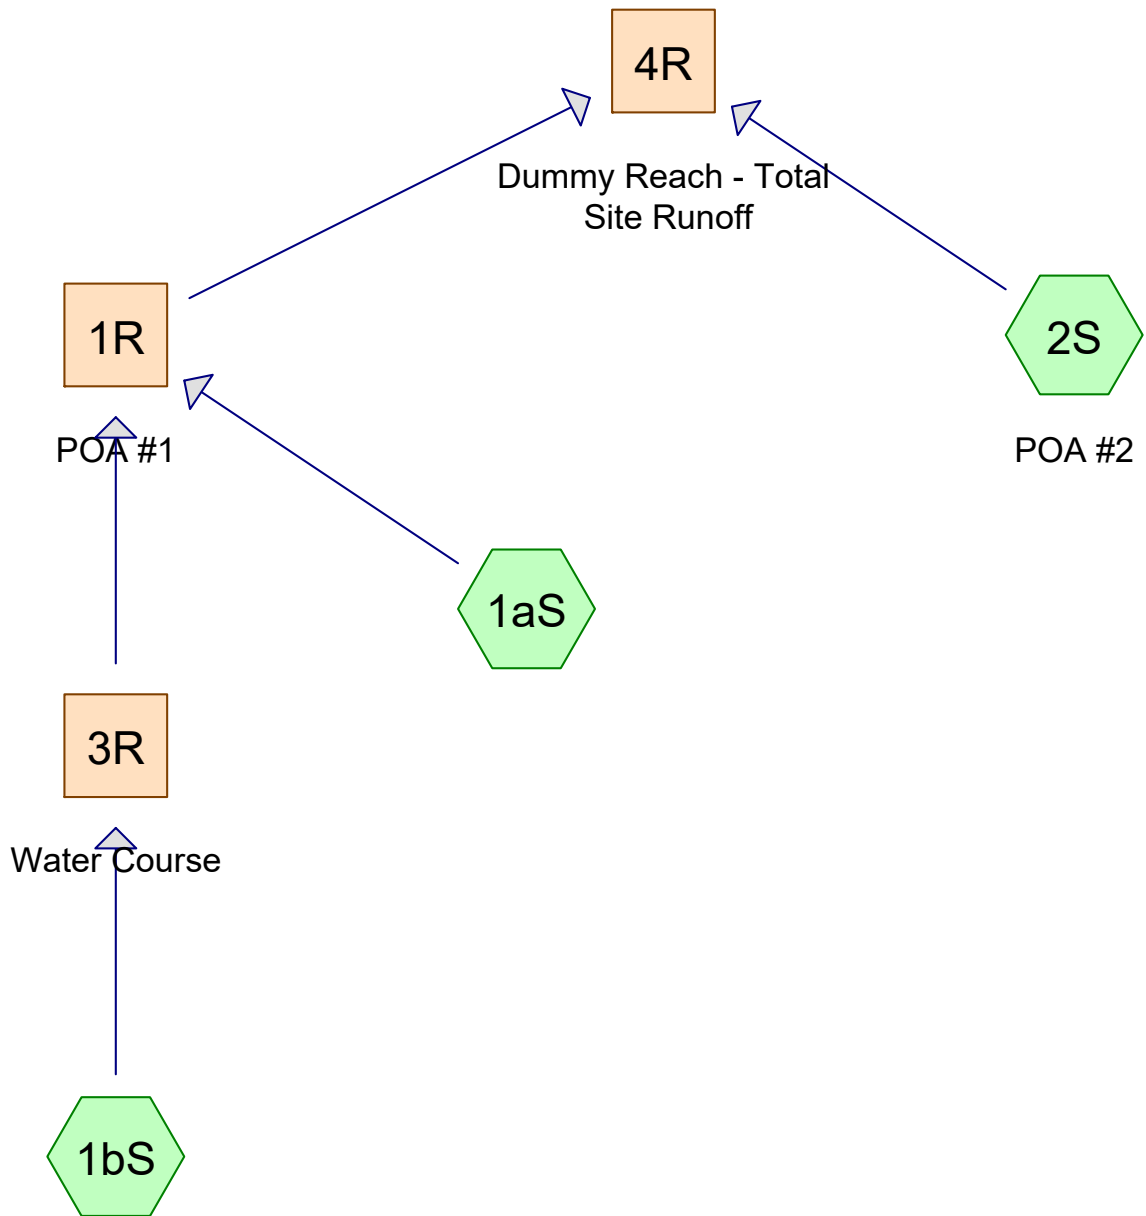 4R
Dummy Reach - Total
Site Runoff
1R
POA #1
2S
POA #2
1aS
3R
Water Course
1bS